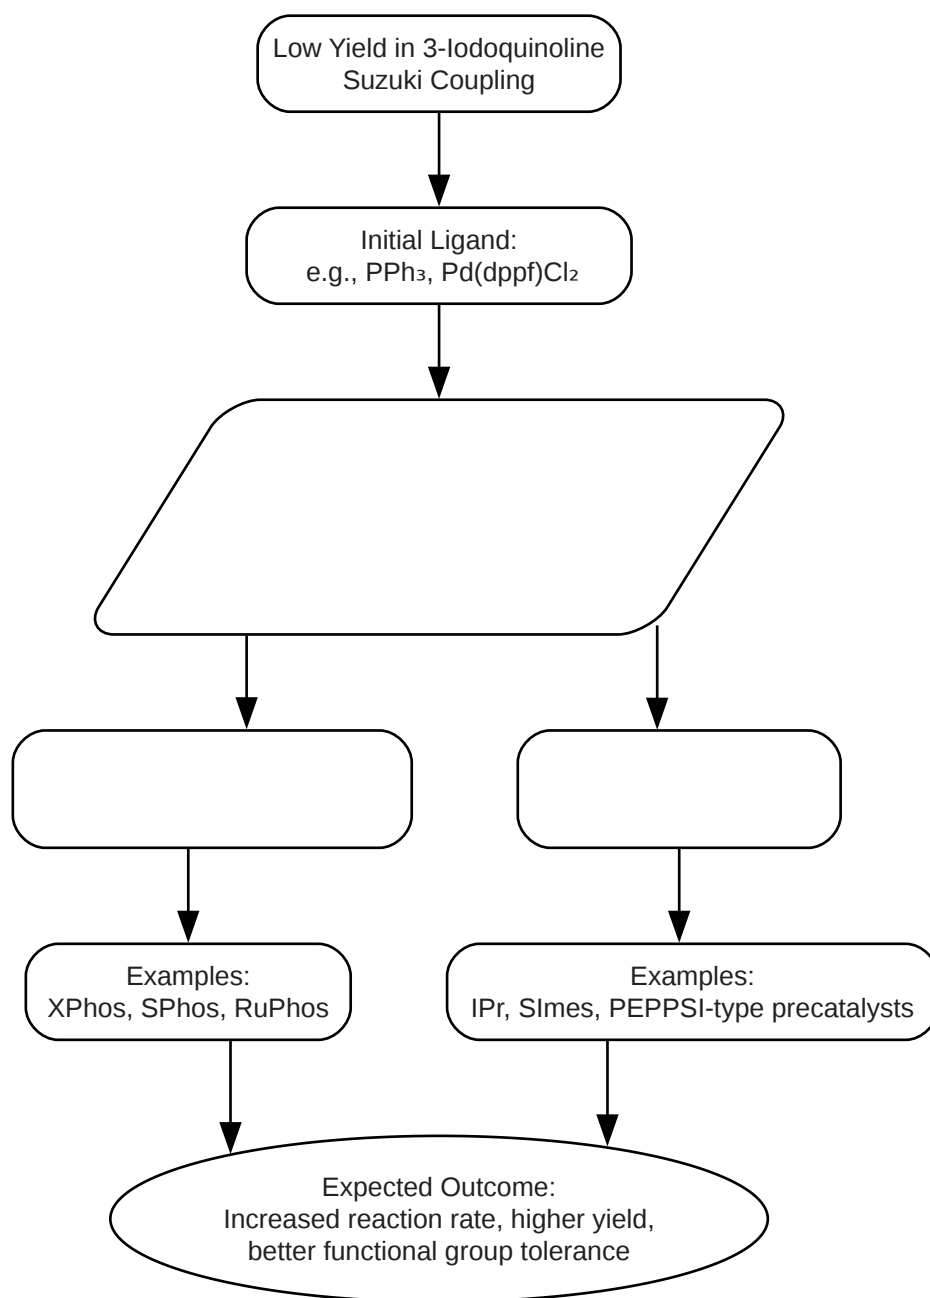 Low Yield in 3-Iodoquinoline
Suzuki Coupling
Initial Ligand:
e.g., PPh₃, Pd(dppf)Cl₂
Examples:
XPhos, SPhos, RuPhos
Examples:
IPr, SImes, PEPPSI-type precatalysts
Expected Outcome:
Increased reaction rate, higher yield,
better functional group tolerance